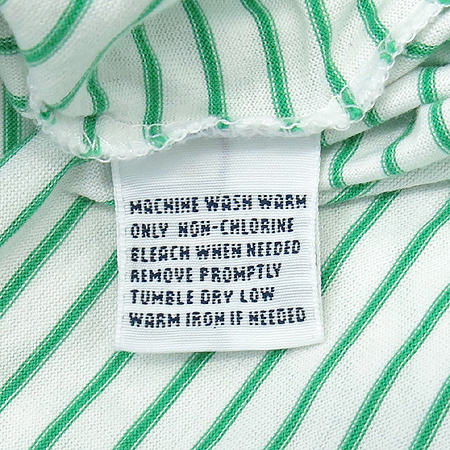 MACHINE WASH WARM
ONLY NON-CHLORINE
BLEACH WHEN NEEDED
REMOVE PROMPTLY
TUMBLE DRY LOW
WARM IRON IF NEEDED